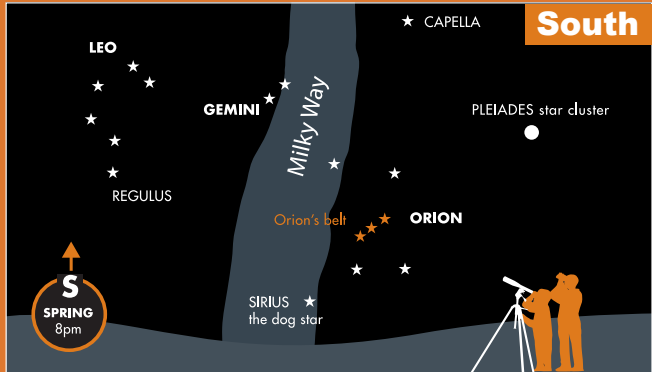 South
CAPELLA
LEO
GEMINI
Milky Way
PLEIADES star cluster
REGULUS
Orion's belt
ORION
S
SPRING
8pm
SIRIUS
the dog star